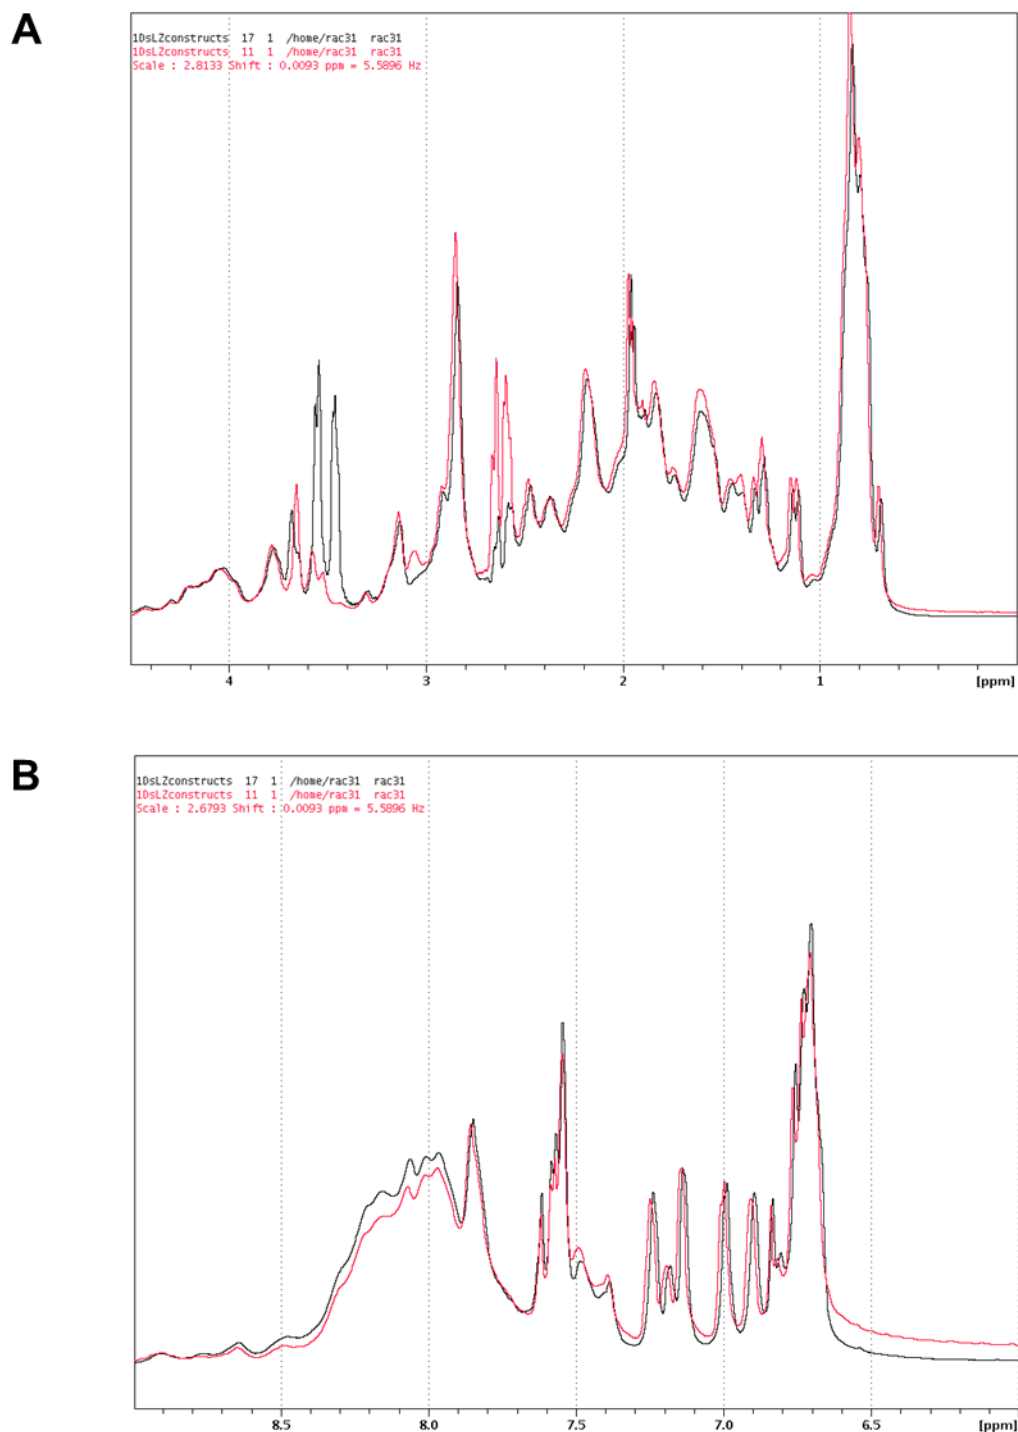 A
1DsLZconstructs 17 1 /home/rac31 rac31
1DsLZconstructs 11 1 /home/rac31 rac31
Scale : 2.8133 Shift : 0.0093 ppm = 5.5896 Hz
4 3 2 1 [ppm]
B
1DsLZconstructs 17 1 /home/rac31 rac31
1DsLZconstructs 11 1 /home/rac31 rac31
Scale : 2.6793 Shift : 0.0093 ppm = 5.5896 Hz
8.5 8.0 7.5 7.0 6.5 [ppm]